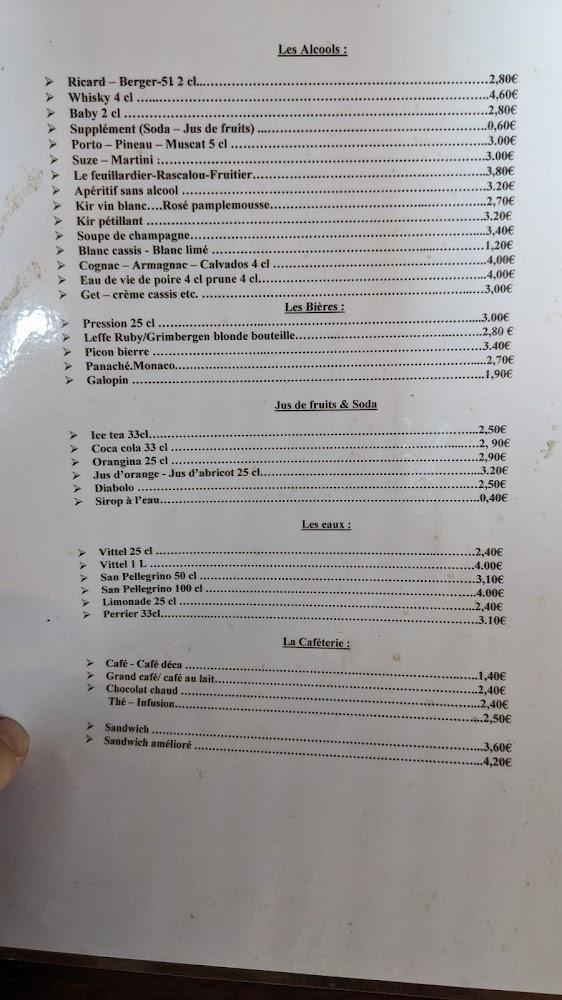 Les Alcools :
➢ Ricard – Berger-51 2 cl..................2,80€
➢ Whisky 4 cl ..................4,60€
➢ Baby 2 cl ..................2,80€
➢ Supplément (Soda – Jus de fruits) ..................0,60€
➢ Porto – Pineau – Muscat 5 cl ..................3.00€
➢ Suze – Martini :..................3.00€
➢ Le feuillardier-Rascalou-Fruitier..................3,80€
➢ Apéritif sans alcool ..................3.20€
➢ Kir vin blanc....Rosé pamplemousse..................2,70€
➢ Kir pétillant ..................3.20€
➢ Soupe de champagne..................3,40€
➢ Blanc cassis - Blanc limé ..................1,20€
➢ Cognac – Armagnac – Calvados 4 cl ..................4,00€
➢ Eau de vie de poire 4 cl prune 4 cl..................4,00€
➢ Get – crème cassis etc. ..................3,00€
Les Bières :
➢ Pression 25 cl ..................3.00€
➢ Leffe Ruby/Grimbergen blonde bouteille..................2,80 €
➢ Picon bierre ..................3.40€
➢ Panaché.Monaco..................2,70€
➢ Galopin ..................1,90€
Jus de fruits & Soda
➢ Ice tea 33cl..................2,50€
➢ Coca cola 33 cl ..................2, 90€
➢ Orangina 25 cl ..................2,90€
➢ Jus d'orange - Jus d'abricot 25 cl..................3.20€
➢ Diabolo ..................2,50€
➢ Sirop à l'eau..................0,40€
Les eaux :
➢ Vittel 25 cl ..................2,40€
➢ Vittel 1 L ..................4.00€
➢ San Pellegrino 50 cl ..................3,10€
➢ San Pellegrino 100 cl ..................4.00€
➢ Limonade 25 cl ..................2,40€
➢ Perrier 33cl..................3.10€
La Caféterie :
➢ Café - Café déca ..................1,40€
➢ Grand café/ café au lait..................2,40€
➢ Chocolat chaud ..................2,40€
Thé – Infusion..................2,50€
➢ Sandwich ..................3,60€
➢ Sandwich amélioré ..................4,20€